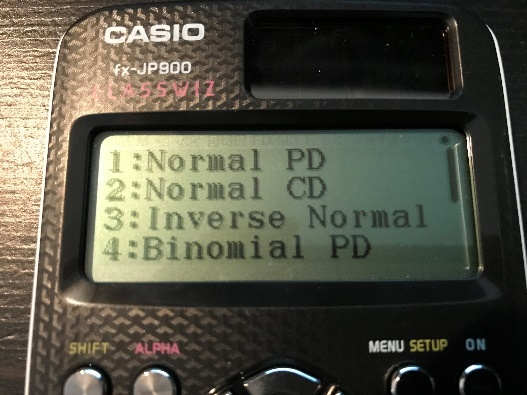 CASIO
fx-JP900
CLASSWIZ
1:Normal PD
2:Normal CD
3:Inverse Normal
4:Binomial PD
SHIFT ALPHA MENU SETUP ON